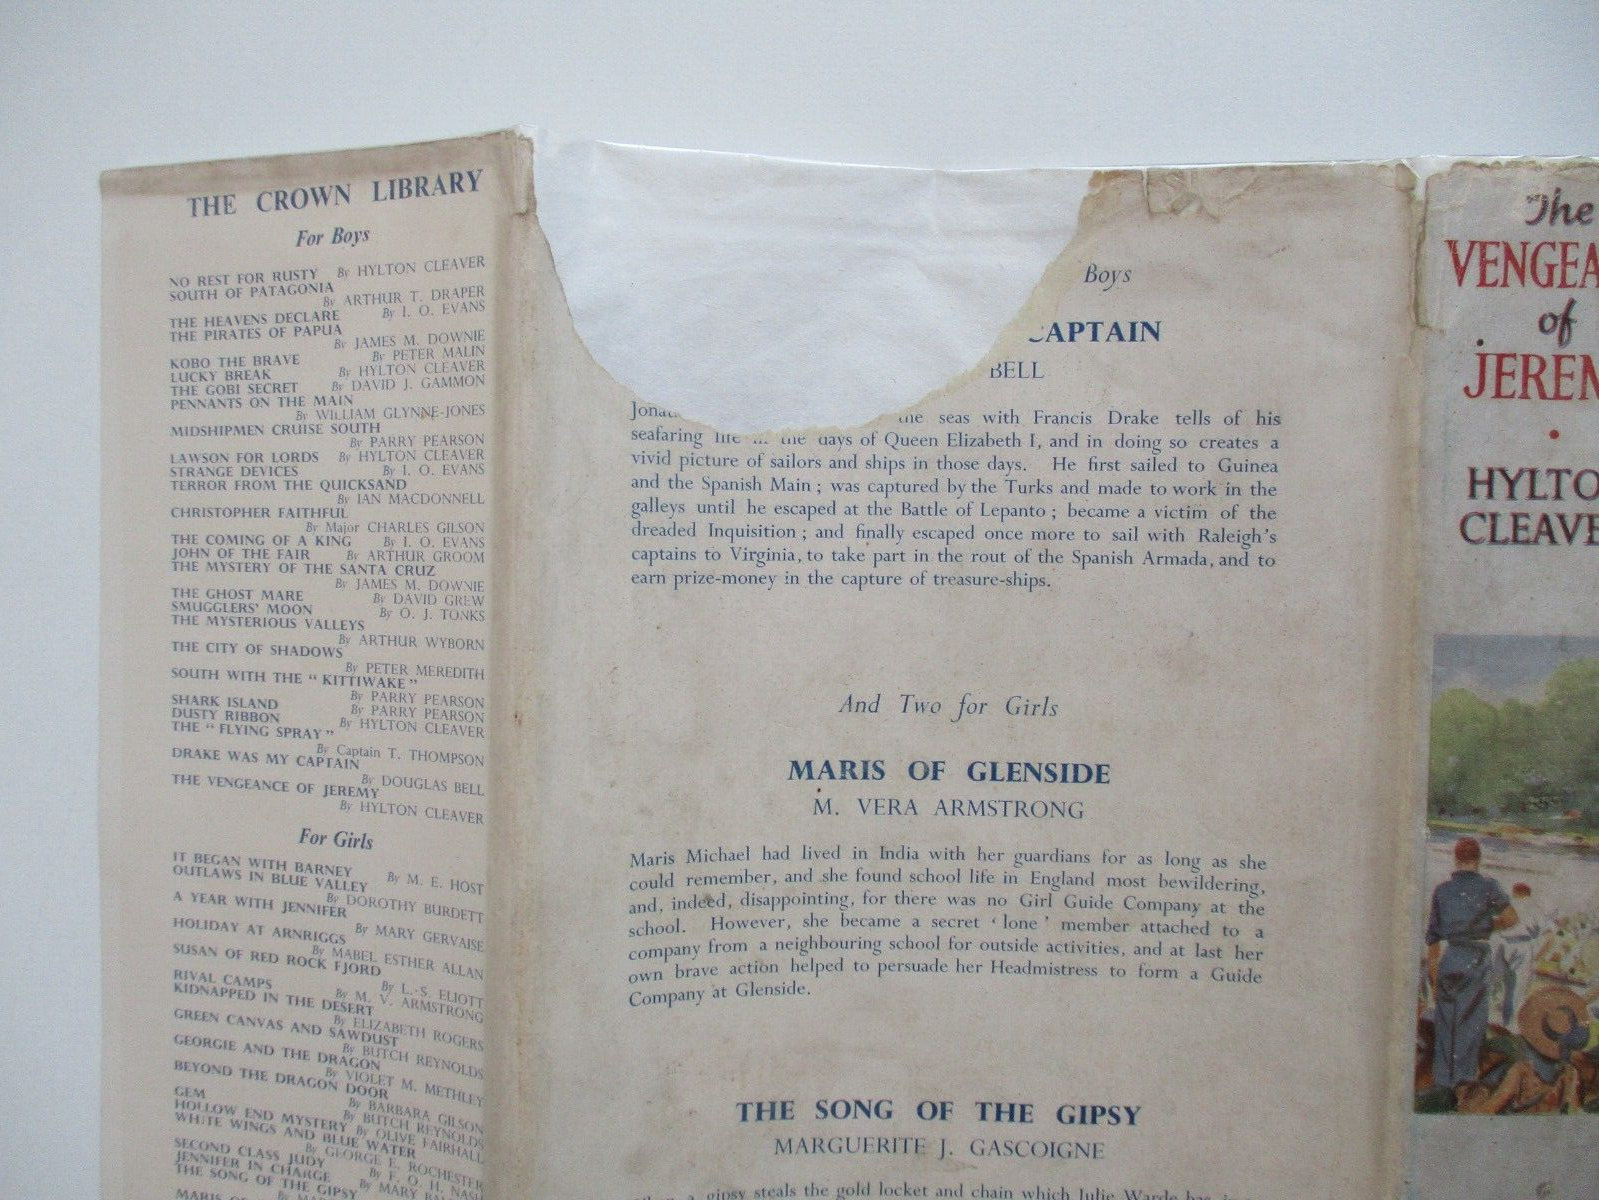 THE CROWN LIBRARY
For Boys
NO REST FOR RUSTY By HYLTON CLEAVER
SOUTH OF PATAGONIA
By ARTHUR T. DRAPER
THE HEAVENS DECLARE By I. O. EVANS
THE PIRATES OF PAPUA
By JAMES M. DOWNIE
KOBO THE BRAVE By PETER MALIN
LUCKY BREAK By HYLTON CLEAVER
THE GOBI SECRET By DAVID J. GAMMON
PENNANTS ON THE MAIN
By WILLIAM GLYNNE-JONES
MIDSHIPMEN CRUISE SOUTH
By PARRY PEARSON
LAWSON FOR LORDS By HYLTON CLEAVER
STRANGE DEVICES By I. O. EVANS
TERROR FROM THE QUICKSAND
By IAN MACDONNELL
CHRISTOPHER FAITHFUL
By Major CHARLES GILSON
THE COMING OF A KING By I. O. EVANS
JOHN OF THE FAIR By ARTHUR GROOM
THE MYSTERY OF THE SANTA CRUZ
By JAMES M. DOWNIE
THE GHOST MARE By DAVID GREW
SMUGGLERS' MOON By O. J. TONKS
THE MYSTERIOUS VALLEYS
By ARTHUR WYBORN
THE CITY OF SHADOWS
By PETER MEREDITH
SOUTH WITH THE "KITTIWAKE"
By PARRY PEARSON
SHARK ISLAND By PARRY PEARSON
DUSTY RIBBON By HYLTON CLEAVER
THE "FLYING SPRAY"
By Captain T. THOMPSON
DRAKE WAS MY CAPTAIN
By DOUGLAS BELL
THE VENGEANCE OF JEREMY
By HYLTON CLEAVER
For Girls
IT BEGAN WITH BARNEY By M. E. HOST
OUTLAWS IN BLUE VALLEY
By DOROTHY BURDETT
A YEAR WITH JENNIFER
By MARY GERVAISE
HOLIDAY AT ARNRIGGS
By MABEL ESTHER ALLAN
SUSAN OF RED ROCK FJORD
By L. S. ELIOTT
RIVAL CAMPS By M. V. ARMSTRONG
KIDNAPPED IN THE DESERT
By ELIZABETH ROGERS
GREEN CANVAS AND SAWDUST
By BUTCH REYNOLDS
GEORGIE AND THE DRAGON
By VIOLET M. METHLEY
BEYOND THE DRAGON DOOR
By BARBARA GILSON
GEM By BUTCH REYNOLDS
HOLLOW END MYSTERY By OLIVE FAIRHALL
WHITE WINGS AND BLUE WATER
By GEORGE E. ROCHESTER
SECOND CLASS JUDY By F. O. H. NASH
JENNIFER IN CHARGE By MARY
THE SONG OF THE GIPSY
MARIS
Boys
CAPTAIN
BELL
the seas with Francis Drake tells of his
seafaring life in the days of Queen Elizabeth I, and in doing so creates a
vivid picture of sailors and ships in those days. He first sailed to Guinea
and the Spanish Main ; was captured by the Turks and made to work in the
galleys until he escaped at the Battle of Lepanto ; became a victim of the
dreaded Inquisition ; and finally escaped once more to sail with Raleigh's
captains to Virginia, to take part in the rout of the Spanish Armada, and to
earn prize-money in the capture of treasure-ships.
And Two for Girls
MARIS OF GLENSIDE
M. VERA ARMSTRONG
Maris Michael had lived in India with her guardians for as long as she
could remember, and she found school life in England most bewildering,
and, indeed, disappointing, for there was no Girl Guide Company at the
school. However, she became a secret 'lone' member attached to a
company from a neighbouring school for outside activities, and at last her
own brave action helped to persuade her Headmistress to form a Guide
Company at Glenside.
THE SONG OF THE GIPSY
MARGUERITE J. GASCOIGNE
a gipsy steals the gold locket and chain which Julie Warde has
The
VENGEA
of
JEREM
HYLTO
CLEAVE